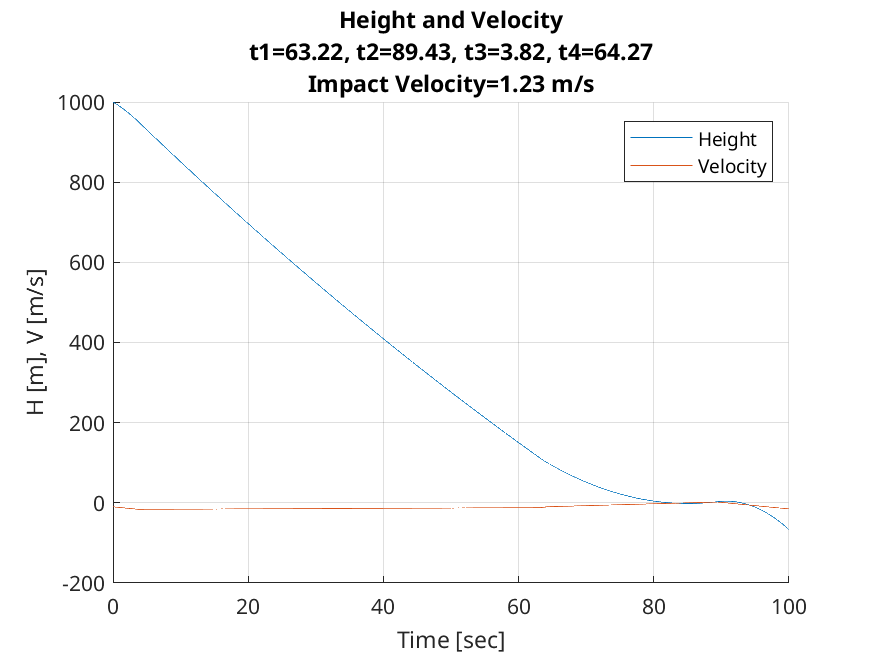 Height and Velocity
t1=63.22, t2=89.43, t3=3.82, t4=64.27
Impact Velocity=1.23 m/s
1000
800
600
400
200
0
-200
H [m], V [m/s]
Height
Velocity
0 20 40 60 80 100
Time [sec]